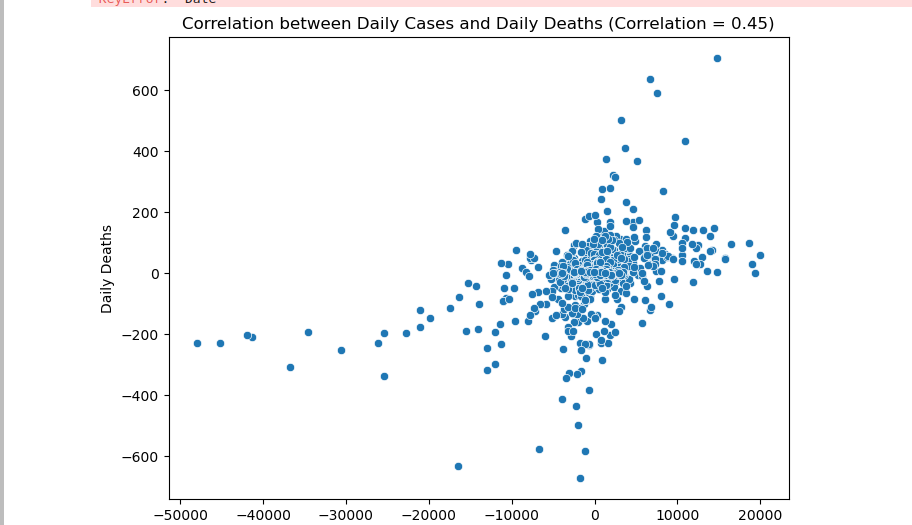 KeyError: 'Date'
Correlation between Daily Cases and Daily Deaths (Correlation = 0.45)
600
400
200
0
−200
−400
−600
Daily Deaths
−50000 −40000 −30000 −20000 −10000 0 10000 20000